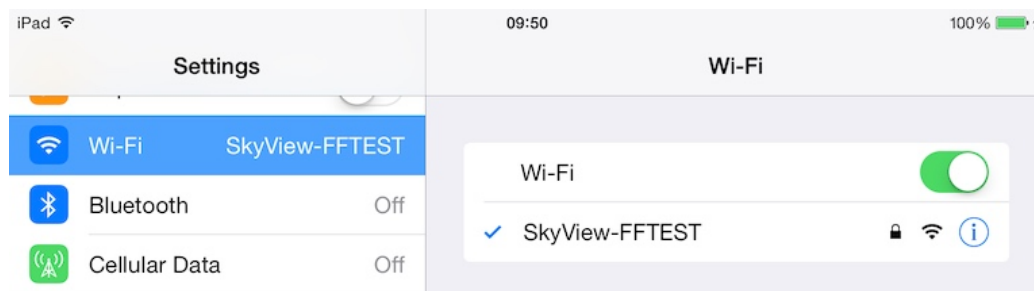 iPad 09:50 100%
Settings
Wi-Fi
Wi-Fi SkyView-FFTEST
Bluetooth Off
Cellular Data Off
Wi-Fi
SkyView-FFTEST